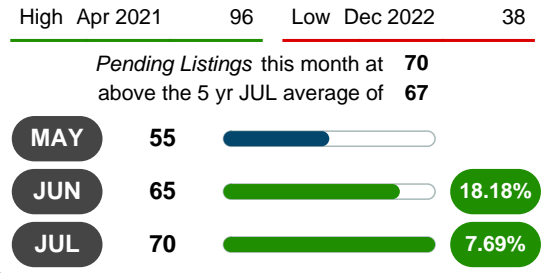 High Apr 2021 96 Low Dec 2022 38
Pending Listings this month at 70
above the 5 yr JUL average of 67
MAY 55
JUN 65 18.18%
JUL 70 7.69%